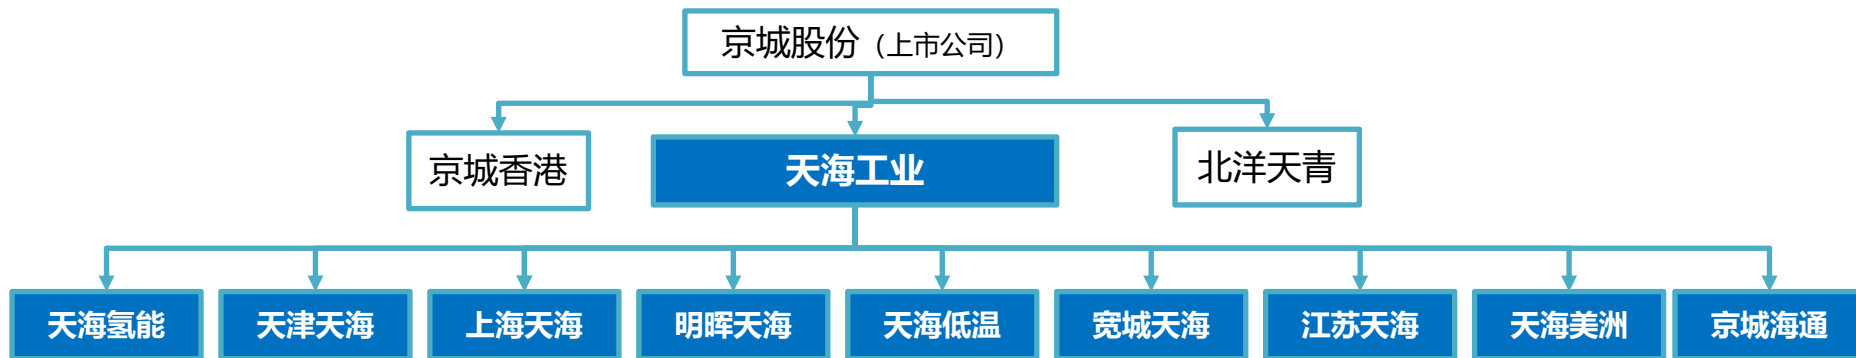 京城股份（上市公司）
京城香港
天海工业
北洋天青
天海氢能
天津天海
上海天海
明晖天海
天海低温
宽城天海
江苏天海
天海美洲
京城海通